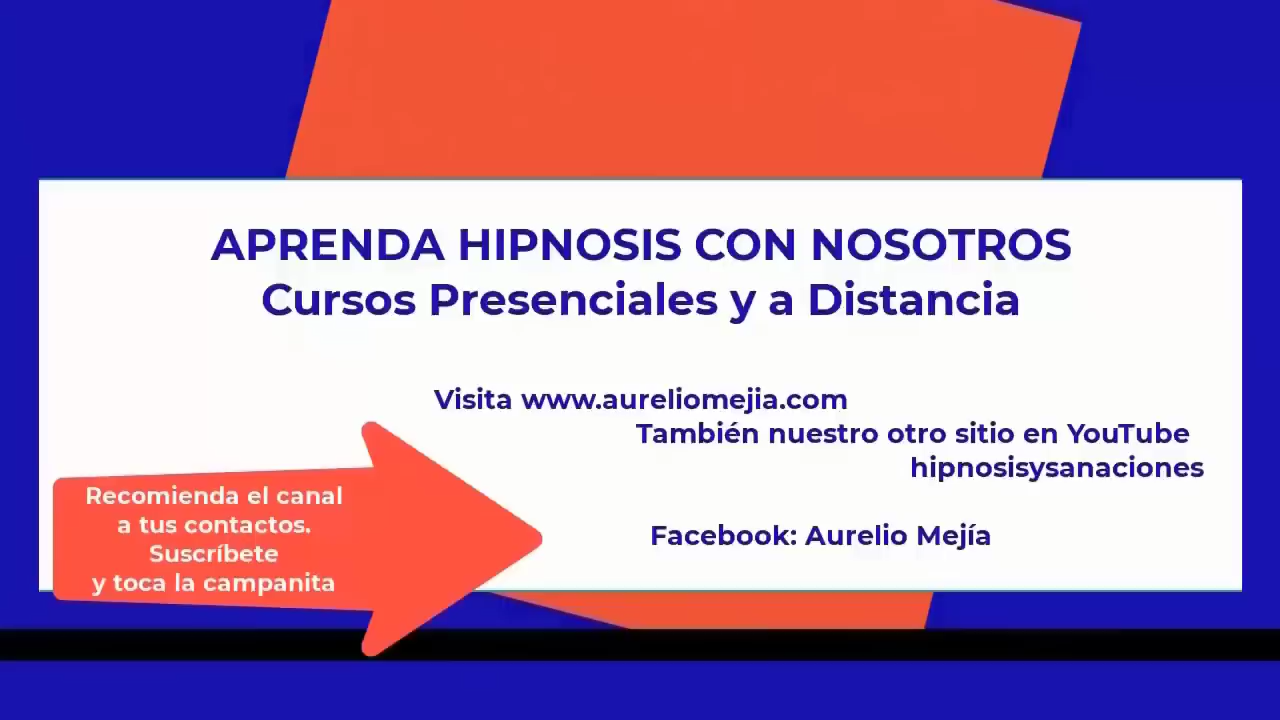 APRENDA HIPNOSIS CON NOSOTROS
Cursos Presenciales y a Distancia
Visita www.aureliomejia.com
También nuestro otro sitio en YouTube
hipnosisysanaciones
Facebook: Aurelio Mejía
Recomienda el canal
a tus contactos.
Suscríbete
y toca la campanita